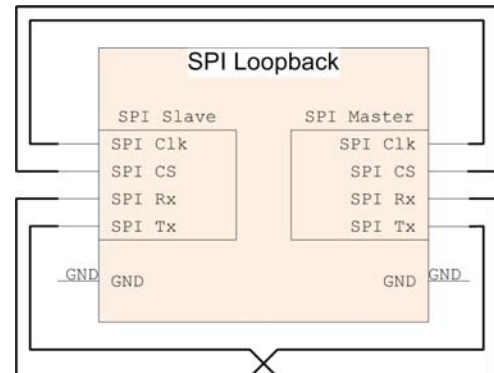 SPI Loopback
SPI Slave
SPI Master
SPI Clk
SPI Clk
SPI CS
SPI CS
SPI Rx
SPI Rx
SPI Tx
SPI Tx
GND
GND
GND
GND